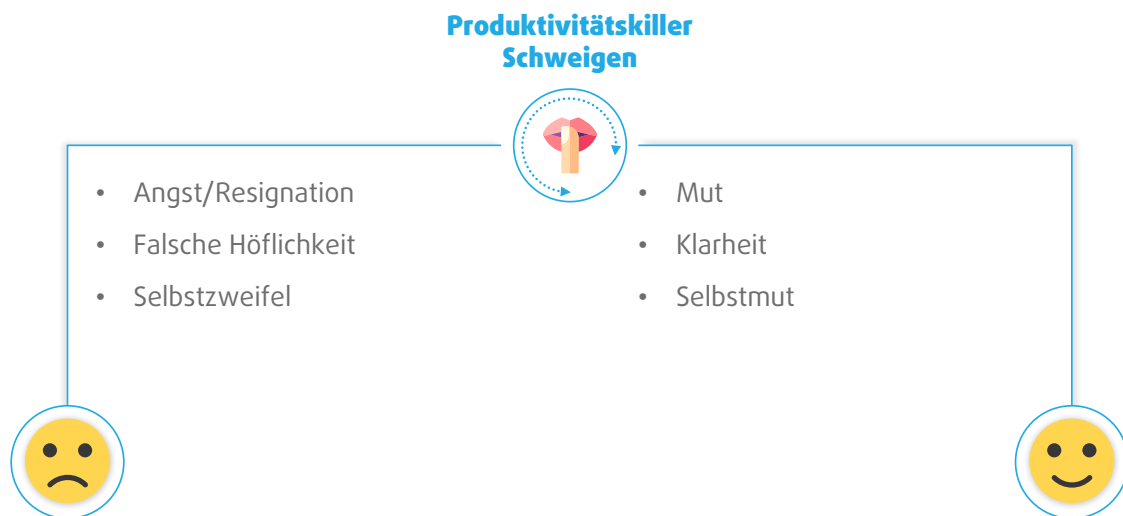 Produktivitätskiller
Schweigen
• Angst/Resignation
• Falsche Höflichkeit
• Selbstzweifel
• Mut
• Klarheit
• Selbstmut